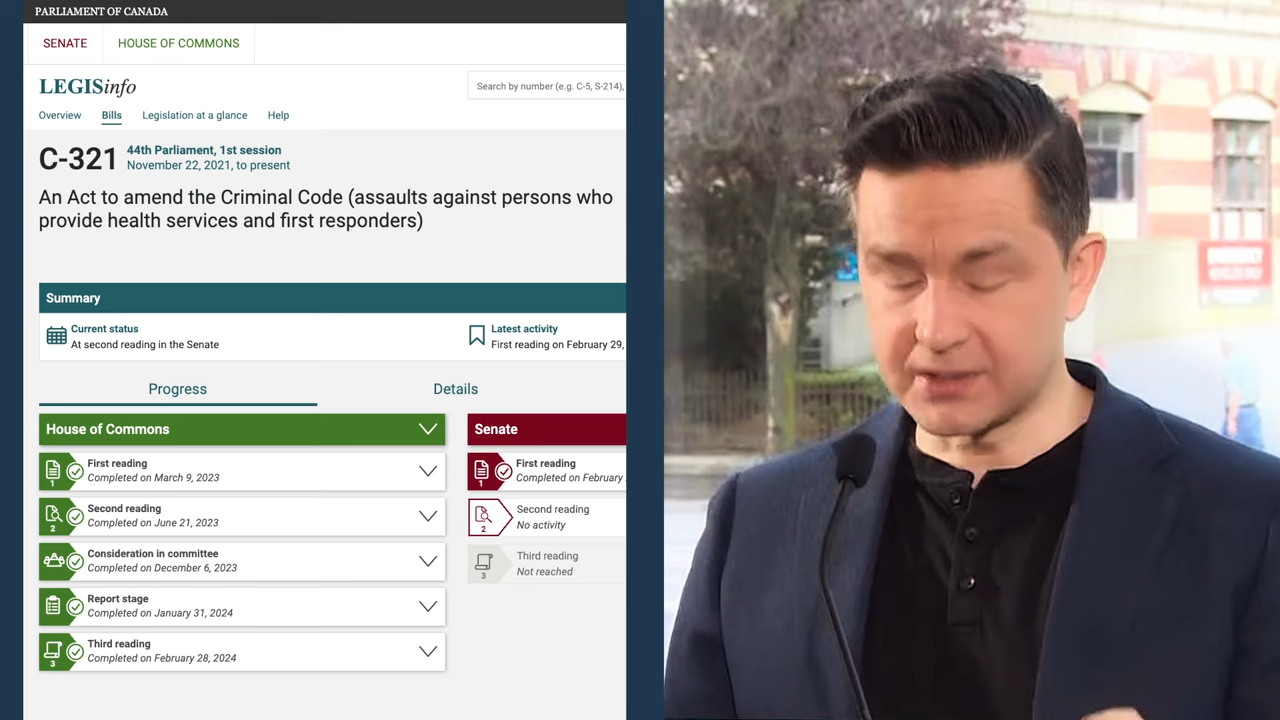 PARLIAMENT OF CANADA
SENATE
HOUSE OF COMMONS
LEGISinfo
Search by number (e.g. C-5, S-214),
Overview
Bills
Legislation at a glance
Help
C-321
44th Parliament, 1st session
November 22, 2021, to present
An Act to amend the Criminal Code (assaults against persons who
provide health services and first responders)
Summary
Current status
At second reading in the Senate
Latest activity
First reading on February 29,
Progress
Details
House of Commons
Senate
1
First reading
Completed on March 9, 2023
2
Second reading
Completed on June 21, 2023
Consideration in committee
Completed on December 6, 2023
Report stage
Completed on January 31, 2024
3
Third reading
Completed on February 28, 2024
1
First reading
Completed on February
2
Second reading
No activity
3
Third reading
Not reached